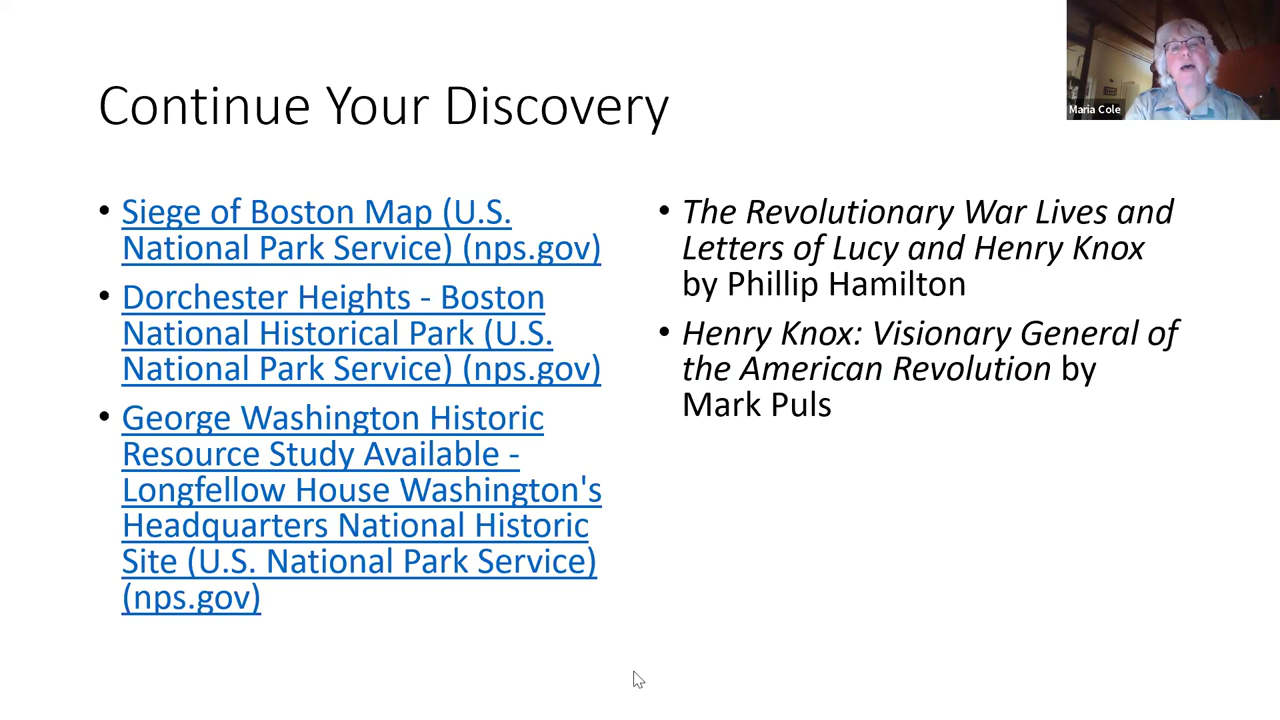 Continue Your Discovery
Maria Cole
• Siege of Boston Map (U.S.
National Park Service) (nps.gov)
• Dorchester Heights - Boston
National Historical Park (U.S.
National Park Service) (nps.gov)
• George Washington Historic
Resource Study Available -
Longfellow House Washington's
Headquarters National Historic
Site (U.S. National Park Service)
(nps.gov)
• The Revolutionary War Lives and
Letters of Lucy and Henry Knox
by Phillip Hamilton
• Henry Knox: Visionary General of
the American Revolution by
Mark Puls